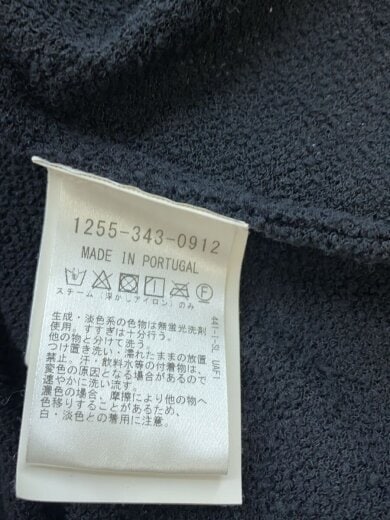 1255-343-0912
MADE IN PORTUGAL
F
スチーム(浮かしアイロン)のみ
生成・淡色系の色物は無蛍光洗剤
使用。すすぎは十分行う。
他の物と分けて洗う。
つけ置き洗い・濡れたままの放置
禁止。汗・飲料水等の付着物は、
変色の原因となる場合があるので
速やかに洗い流す。
濃色の場合、摩擦により他の物へ
色移りすることがあるため、
白・淡色との着用に注意。